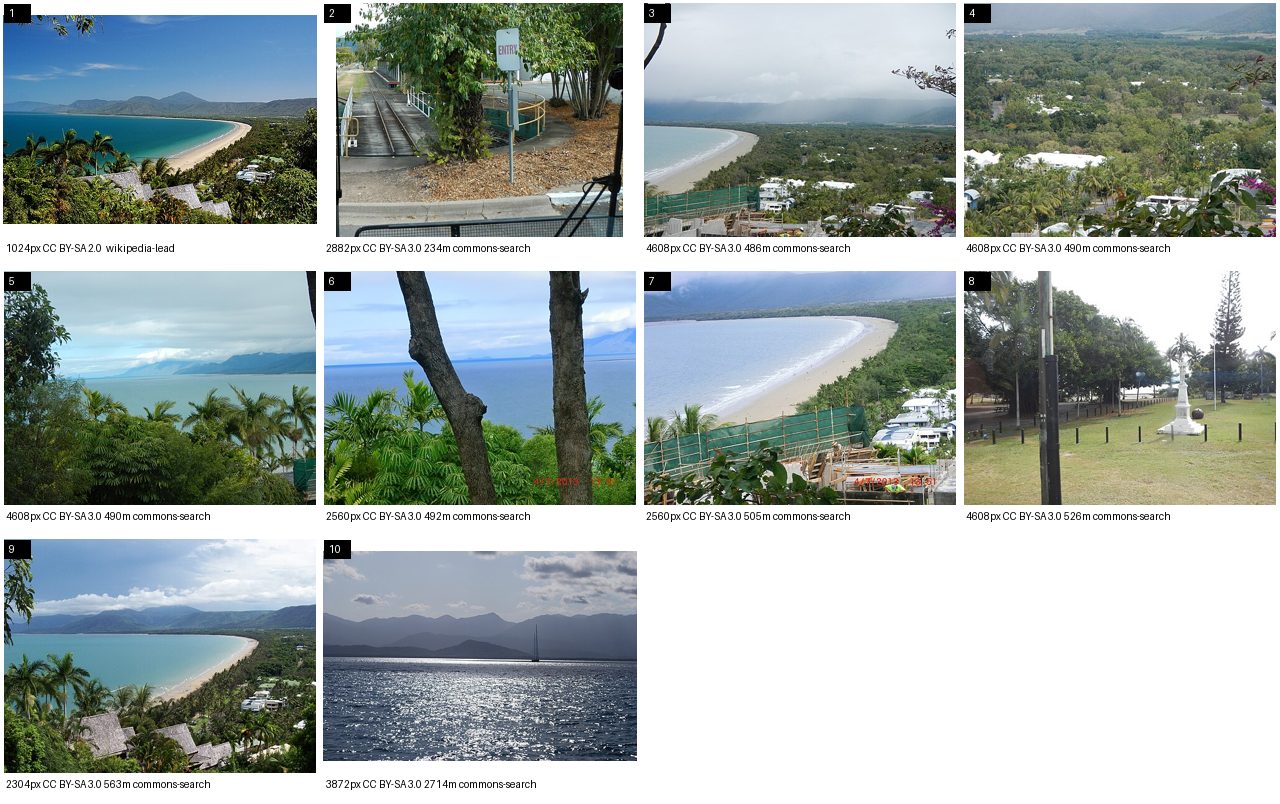 1
2
3
4
ENTRY
1024px CC BY-SA 2.0 wikipedia-lead
2882px CC BY-SA 3.0 234m commons-search
4608px CC BY-SA 3.0 486m commons-search
4608px CC BY-SA 3.0 490m commons-search
5
6
7
8
4608px CC BY-SA 3.0 490m commons-search
2560px CC BY-SA 3.0 492m commons-search
2560px CC BY-SA 3.0 505m commons-search
4608px CC BY-SA 3.0 526m commons-search
9
10
2304px CC BY-SA 3.0 563m commons-search
3872px CC BY-SA 3.0 2714m commons-search